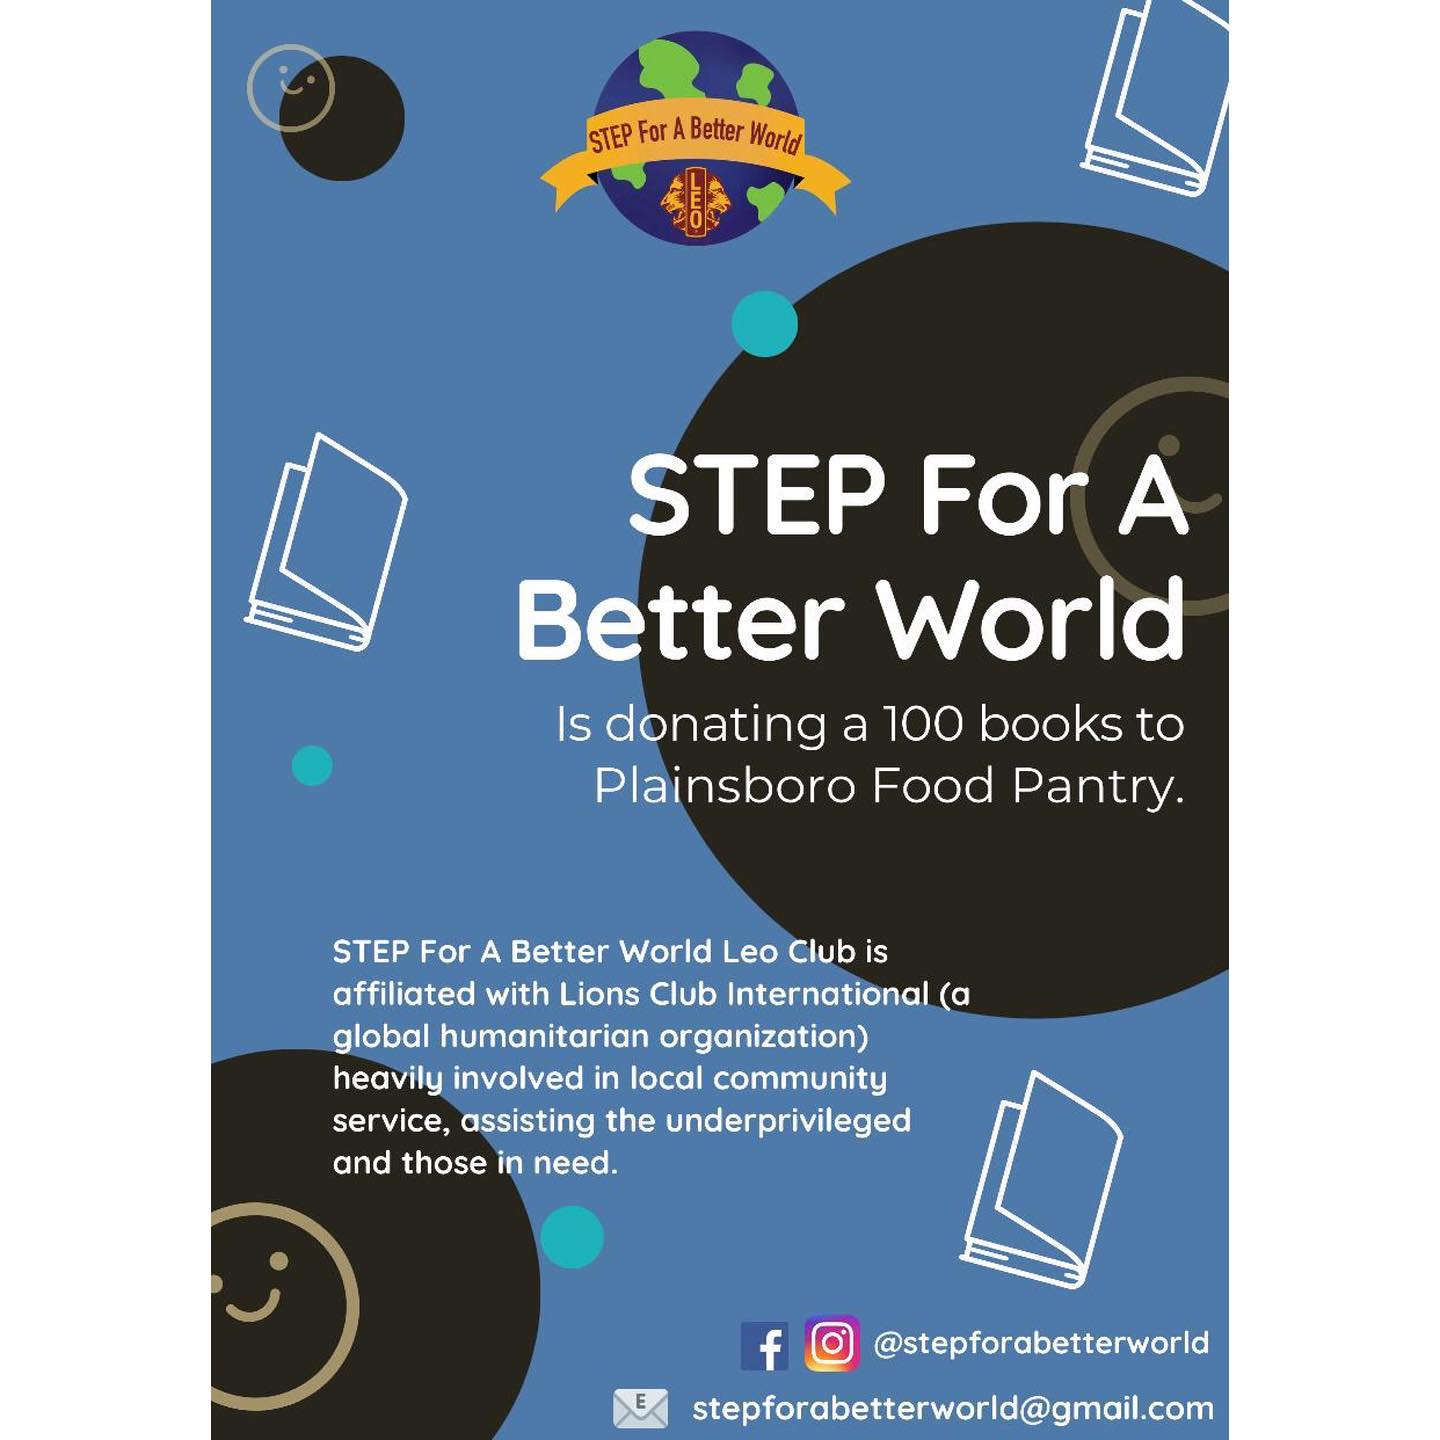 STEP For A Better World
LEO
STEP For A
Better World
Is donating a 100 books to
Plainsboro Food Pantry.
STEP For A Better World Leo Club is
affiliated with Lions Club International (a
global humanitarian organization)
heavily involved in local community
service, assisting the underprivileged
and those in need.
f @stepforabetterworld
E stepforabetterworld@gmail.com